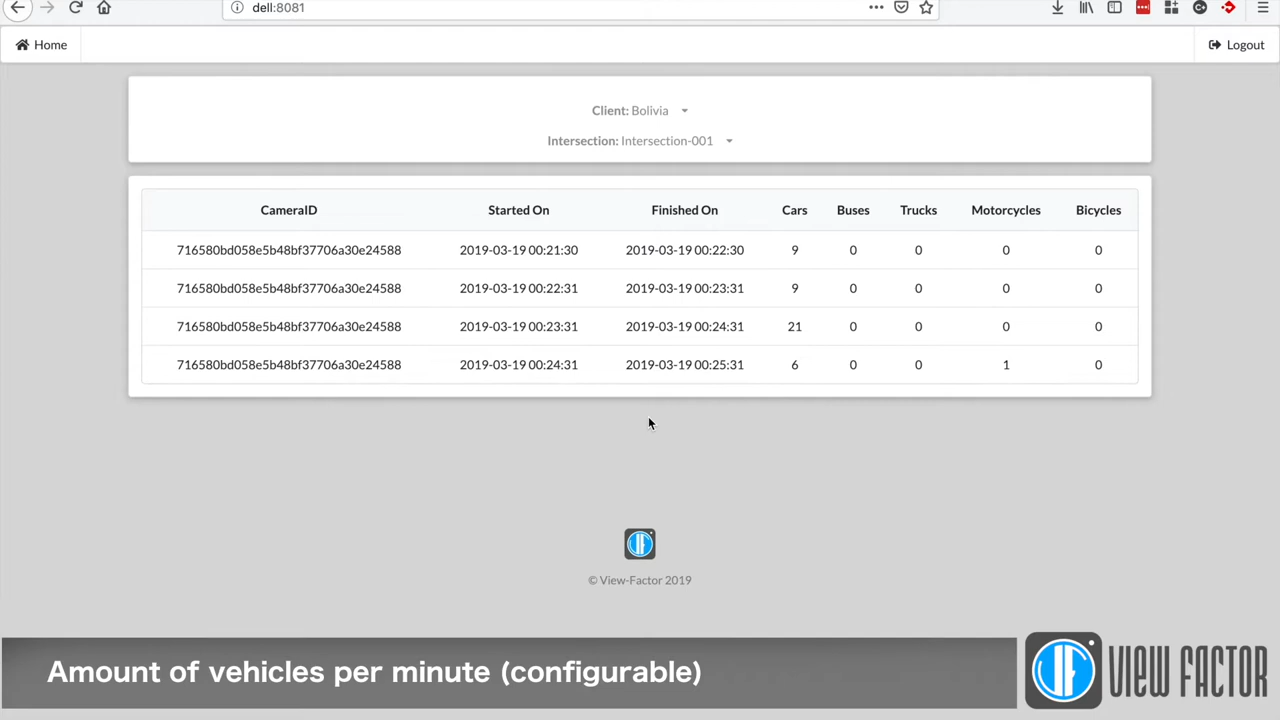 dell:8081
Home
Logout
Client: Bolivia
Intersection: Intersection-001
CameraID Started On Finished On Cars Buses Trucks Motorcycles Bicycles
716580bd058e5b48bf37706a30e24588 2019-03-19 00:21:30 2019-03-19 00:22:30 9 0 0 0 0
716580bd058e5b48bf37706a30e24588 2019-03-19 00:22:31 2019-03-19 00:23:31 9 0 0 0 0
716580bd058e5b48bf37706a30e24588 2019-03-19 00:23:31 2019-03-19 00:24:31 21 0 0 0 0
716580bd058e5b48bf37706a30e24588 2019-03-19 00:24:31 2019-03-19 00:25:31 6 0 0 1 0
© View-Factor 2019
Amount of vehicles per minute (configurable)
VIEW FACTOR